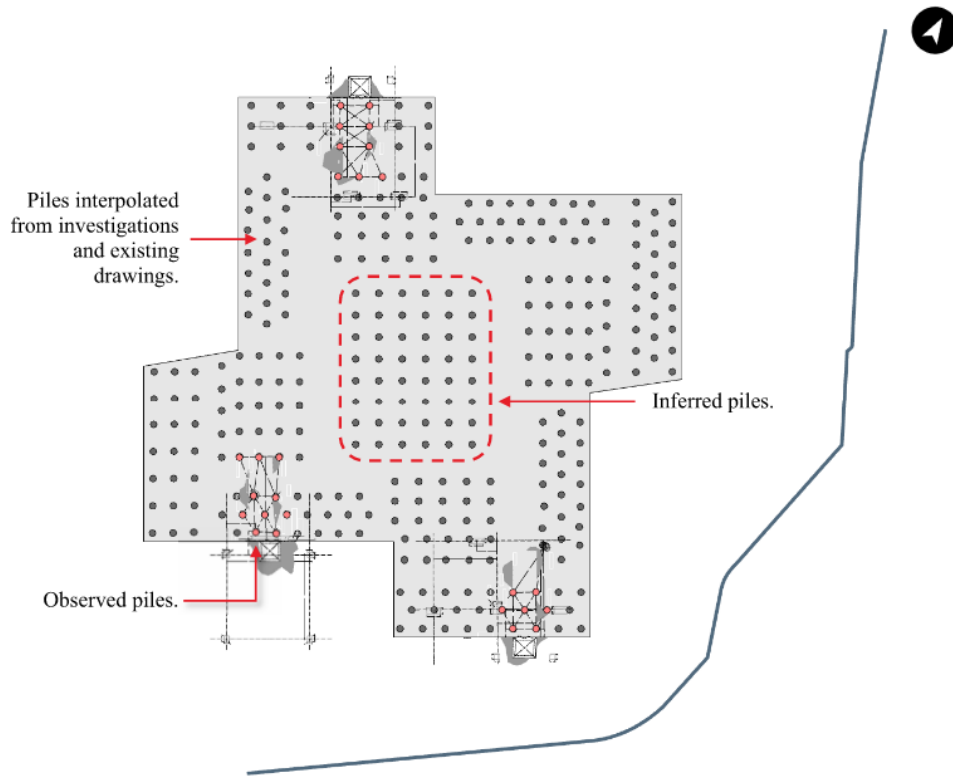 Piles interpolated
from investigations
and existing
drawings.
Inferred piles.
Observed piles.